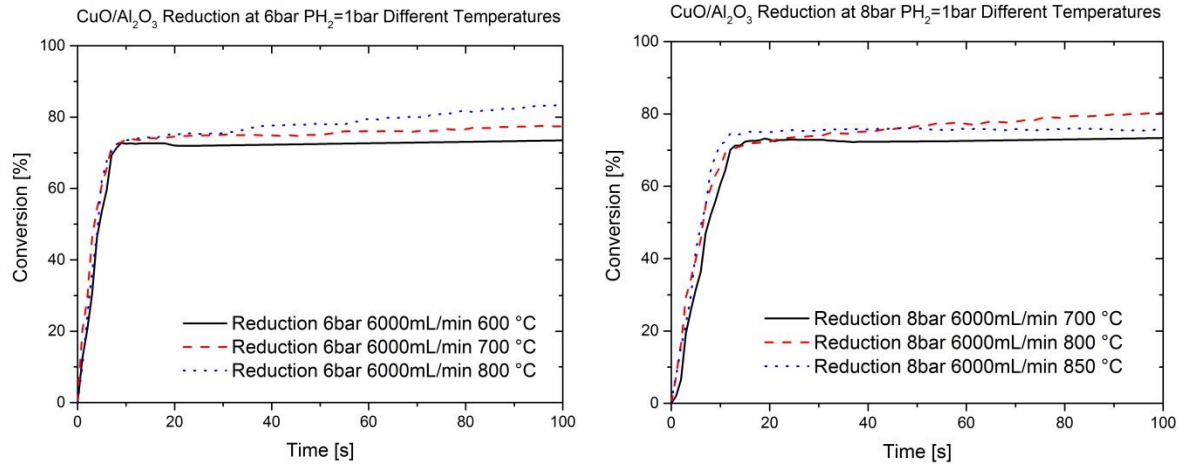 CuO/Al₂O₃ Reduction at 6bar PH₂=1bar Different Temperatures
100
80
60
40
20
0
Conversion [%]
Reduction 6bar 6000mL/min 600 °C
Reduction 6bar 6000mL/min 700 °C
Reduction 6bar 6000mL/min 800 °C
0 20 40 60 80 100
Time [s]
CuO/Al₂O₃ Reduction at 8bar PH₂=1bar Different Temperatures
100
80
60
40
20
0
Conversion [%]
Reduction 8bar 6000mL/min 700 °C
Reduction 8bar 6000mL/min 800 °C
Reduction 8bar 6000mL/min 850 °C
0 20 40 60 80 100
Time [s]